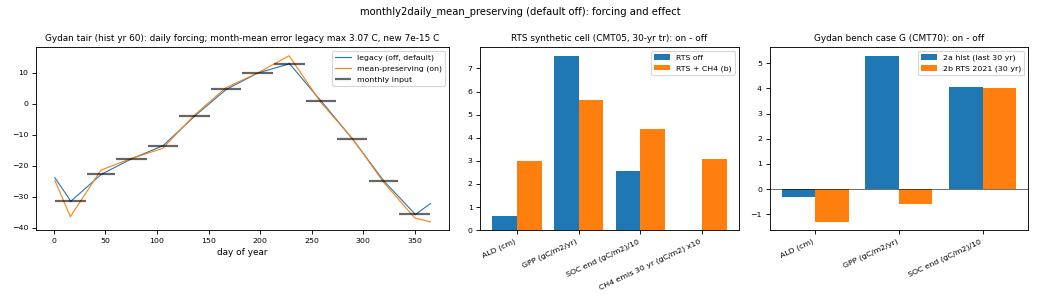 monthly2daily_mean_preserving (default off): forcing and effect
Gydan tair (hist yr 60): daily forcing; month-mean error legacy max 3.07 C, new 7e-15 C
legacy (off, default)
mean-preserving (on)
monthly input
10
0
−10
−20
−30
−40
0
50
100
150
200
250
300
350
day of year
RTS synthetic cell (CMT05, 30-yr tr): on - off
RTS off
RTS + CH4 (b)
7
6
5
4
3
2
1
0
ALD (cm)
GPP (gC/m2/yr)
SOC end (gC/m2)/10
CH4 emis 30 yr (gC/m2) x10
Gydan bench case G (CMT70): on - off
2a hist (last 30 yr)
2b RTS 2021 (30 yr)
5
4
3
2
1
0
−1
ALD (cm)
GPP (gC/m2/yr)
SOC end (gC/m2)/10